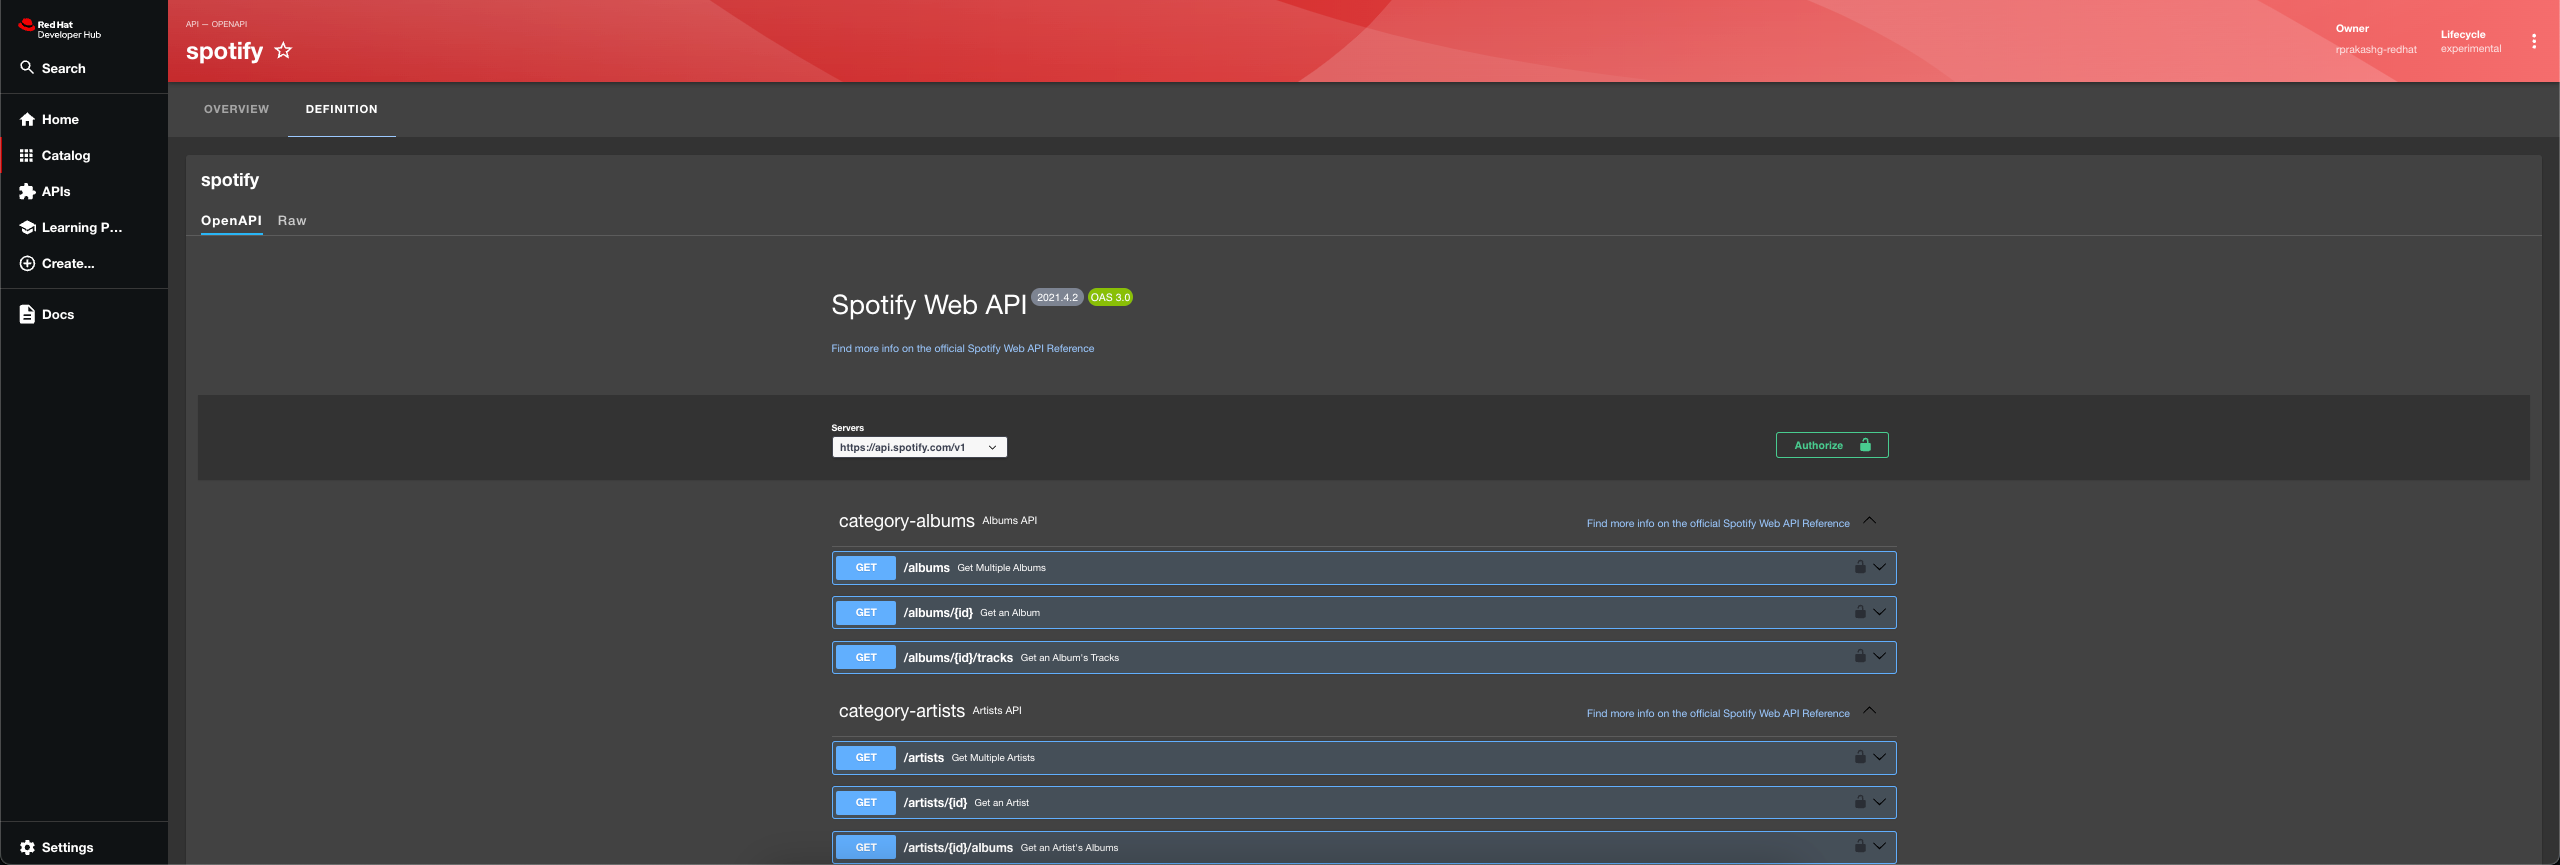 Red Hat
Developer Hub
Search
Home
Catalog
APIs
Learning P...
Create...
Docs
Settings
API — OPENAPI
spotify
Owner
rprakashg-redhat
Lifecycle
experimental
OVERVIEW
DEFINITION
spotify
OpenAPI
Raw
Spotify Web API 2021.4.2 OAS 3.0
Find more info on the official Spotify Web API Reference
Servers
https://api.spotify.com/v1
Authorize
category-albums Albums API
Find more info on the official Spotify Web API Reference
GET /albums Get Multiple Albums
GET /albums/{id} Get an Album
GET /albums/{id}/tracks Get an Album's Tracks
category-artists Artists API
Find more info on the official Spotify Web API Reference
GET /artists Get Multiple Artists
GET /artists/{id} Get an Artist
GET /artists/{id}/albums Get an Artist's Albums